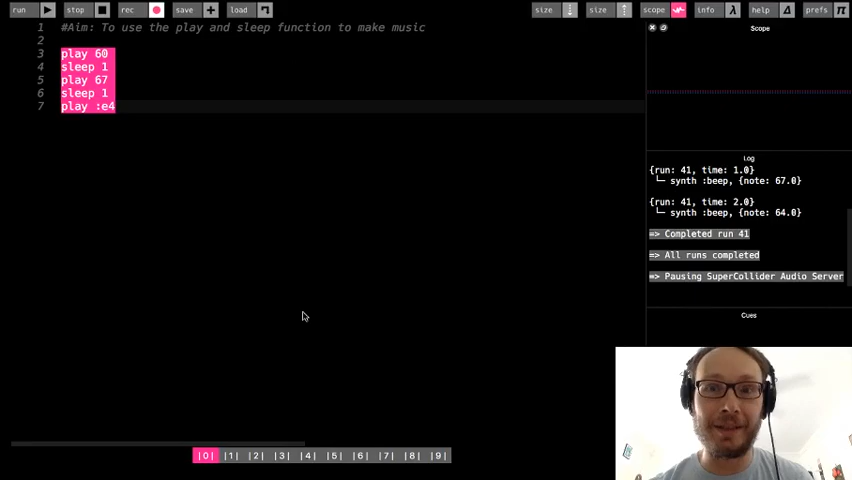 run stop rec save load size size scope info help prefs
1 #Aim: To use the play and sleep function to make music
2
3 play 60
4 sleep 1
5 play 67
6 sleep 1
7 play :e4
Scope
Log
{run: 41, time: 1.0}
└─ synth :beep, {note: 67.0}
{run: 41, time: 2.0}
└─ synth :beep, {note: 64.0}
=> Completed run 41
=> All runs completed
=> Pausing SuperCollider Audio Server
Cues
|0| |1| |2| |3| |4| |5| |6| |7| |8| |9|